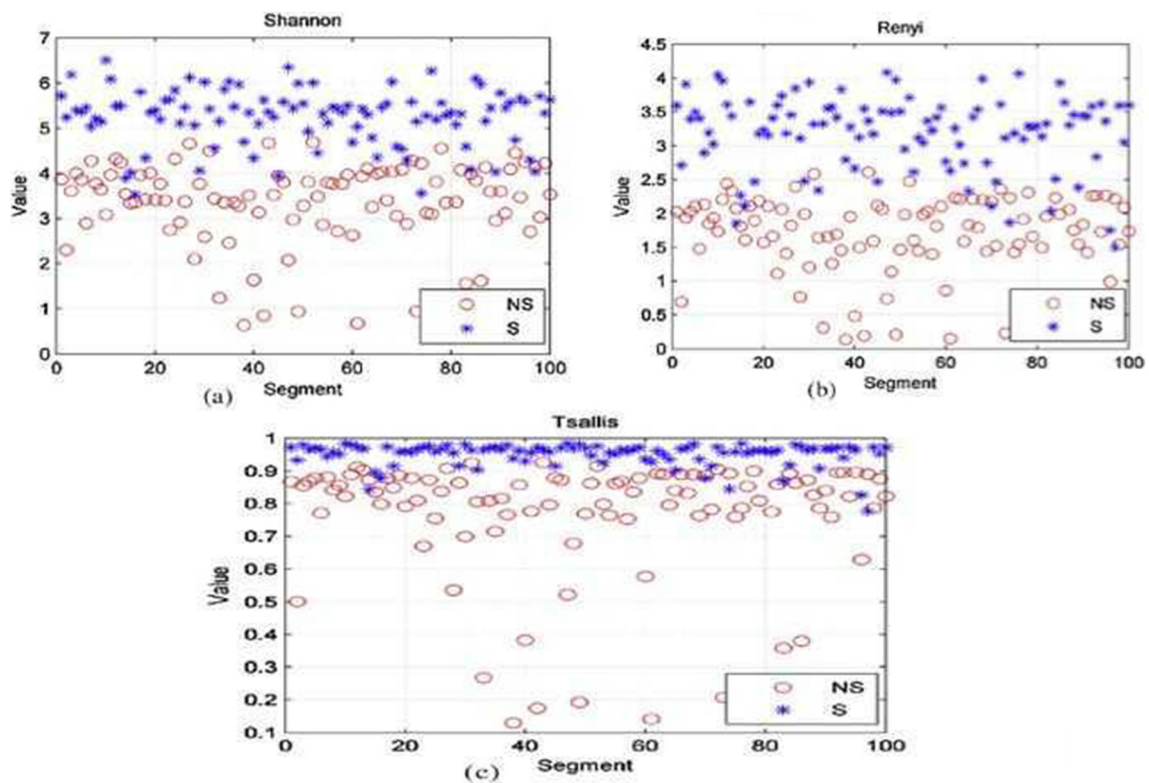 Shannon
7
6
5
4
3
2
1
0
Value
0 20 40 60 80 100
Segment
NS
S
(a)
Renyi
4.5
4
3.5
3
2.5
2
1.5
1
0.5
0
Value
0 20 40 60 80 100
Segment
NS
S
(b)
Tsallis
1
0.9
0.8
0.7
0.6
0.5
0.4
0.3
0.2
0.1
Value
0 20 40 60 80 100
Segment
NS
S
(c)